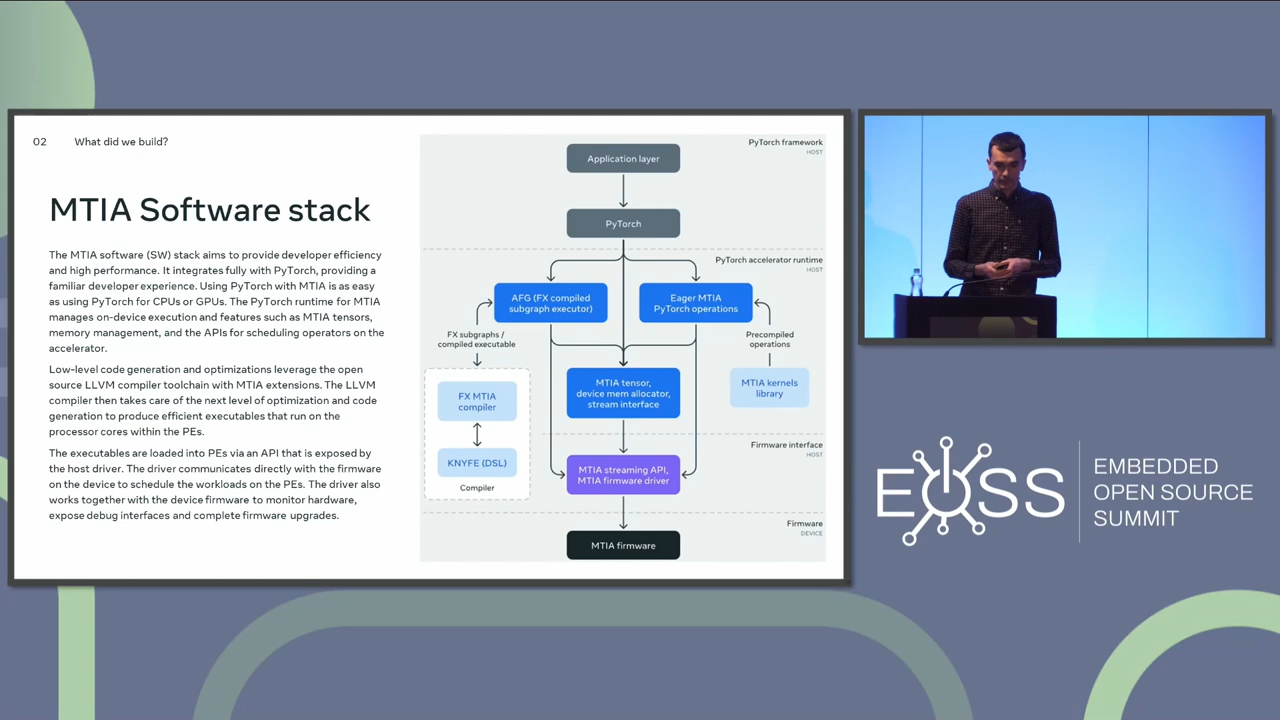 02 What did we build?
MTIA Software stack
The MTIA software (SW) stack aims to provide developer efficiency
and high performance. It integrates fully with PyTorch, providing a
familiar developer experience. Using PyTorch with MTIA is as easy
as using PyTorch for CPUs or GPUs. The PyTorch runtime for MTIA
manages on-device execution and features such as MTIA tensors,
memory management, and the APIs for scheduling operators on the
accelerator.
Low-level code generation and optimizations leverage the open
source LLVM compiler toolchain with MTIA extensions. The LLVM
compiler then takes care of the next level of optimization and code
generation to produce efficient executables that run on the
processor cores within the PEs.
The executables are loaded into PEs via an API that is exposed by
the host driver. The driver communicates directly with the firmware
on the device to schedule the workloads on the PEs. The driver also
works together with the device firmware to monitor hardware,
expose debug interfaces and complete firmware upgrades.
PyTorch framework
HOST
Application layer
PyTorch
PyTorch accelerator runtime
HOST
AFG (FX compiled
subgraph executor)
Eager MTIA
PyTorch operations
FX subgraphs /
compiled executable
Precompiled
operations
FX MTIA
compiler
MTIA tensor,
device mem allocator,
stream interface
MTIA kernels
library
KNYFE (DSL)
Compiler
Firmware interface
HOST
MTIA streaming API,
MTIA firmware driver
Firmware
DEVICE
MTIA firmware
EOSS
EMBEDDED
OPEN SOURCE
SUMMIT